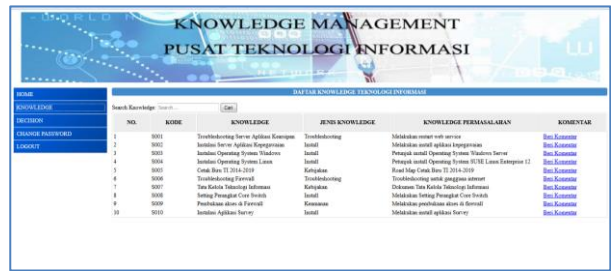 WORLD
KNOWLEDGE MANAGEMENT
PUSAT TEKNOLOGI INFORMASI
HOME
KNOWLEDGE
DECISION
CHANGE PASSWORD
LOGOUT
DAFTAR KNOWLEDGE TEKNOLOGI INFORMASI
Search Knowledge Search... Cari
NO. KODE KNOWLEDGE JENIS KNOWLEDGE KNOWLEDGE PERMASALAHAN KOMENTAR
1 S001 Troubleshooting Server Aplikasi Keuangan Troubleshooting Melakukan restart web service Beri Komentar
2 S002 Instalasi Server Aplikasi Kepegawaian Install Melakukan install aplikasi kepegawaian Beri Komentar
3 S003 Instalasi Operating System Windows Install Petunjuk install Operating System Windows Server Beri Komentar
4 S004 Instalasi Operating System Linux Install Petunjuk install Operating System SUSE Linux Enterprise 12 Beri Komentar
5 S005 Cetak Biru TI 2014-2019 Kebijakan Road Map Cetak Biru TI 2014-2019 Beri Komentar
6 S006 Troubleshooting Firewall Troubleshooting Troubleshooting untuk gangguan internet Beri Komentar
7 S007 Tata Kelola Teknologi Informasi Kebijakan Dokumen Tata Kelola Teknologi Informasi Beri Komentar
8 S008 Setting Perangkat Core Switch Install Melakukan Setting Perangkat Core Switch Beri Komentar
9 S009 Pembukaan akses di Firewall Keamanan Melakukan pembukaan akses di firewall Beri Komentar
10 S010 Instalasi Aplikasi Survey Install Melakukan install aplikasi Survey Beri Komentar